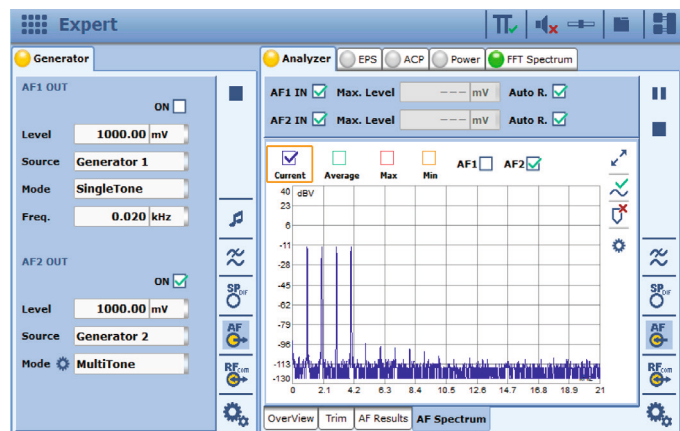 Expert
Generator
AF1 OUT
ON
Level 1000.00 mV
Source Generator 1
Mode SingleTone
Freq. 0.020 kHz
AF2 OUT
ON
Level 1000.00 mV
Source Generator 2
Mode MultiTone
SP DIF
AF
RF com
Analyzer EPS ACP Power FFT Spectrum
AF1 IN Max. Level --- mV Auto R.
AF2 IN Max. Level --- mV Auto R.
Current Average Max Min AF1 AF2
40 dBV
23
6
-11
-28
-45
-62
-79
-96
-113
-130
0 2.1 4.2 6.3 8.4 10.5 12.6 14.7 16.8 18.9 21
OverView Trim AF Results AF Spectrum
SP DIF
AF
RF com